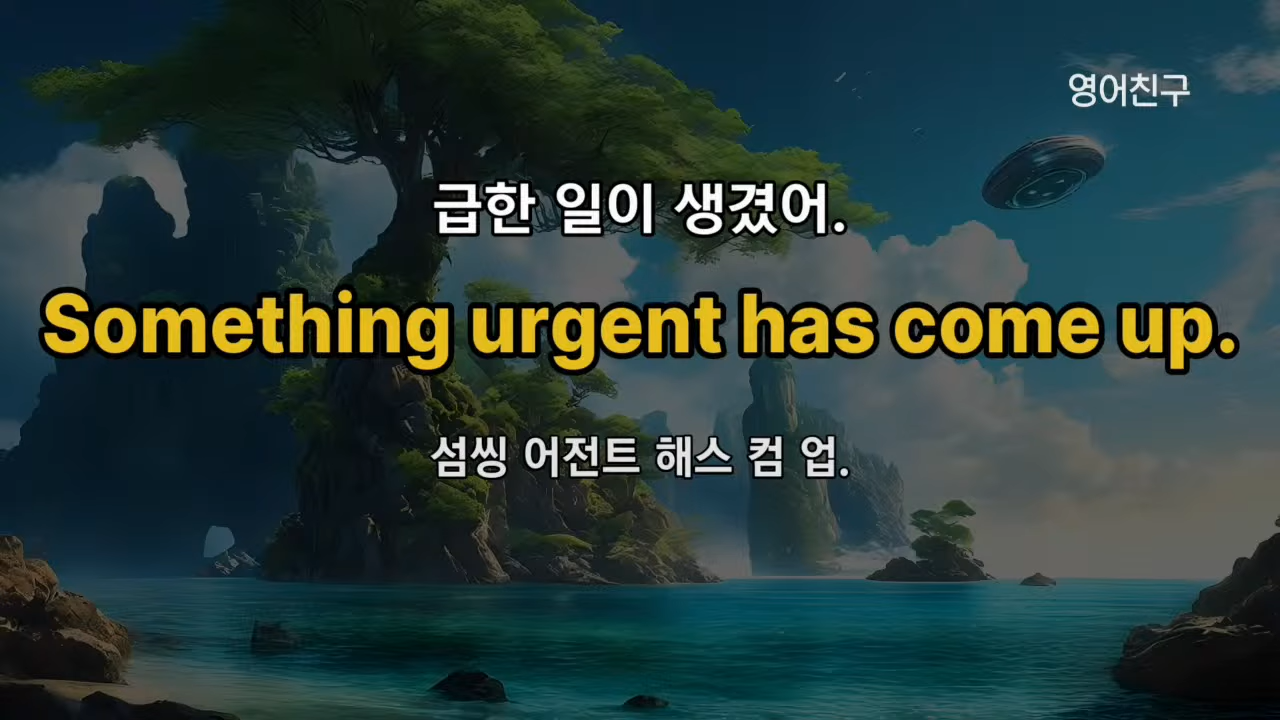 영어친구
급한 일이 생겼어.
Something urgent has come up.
섬씽 어전트 해스 컴 업.